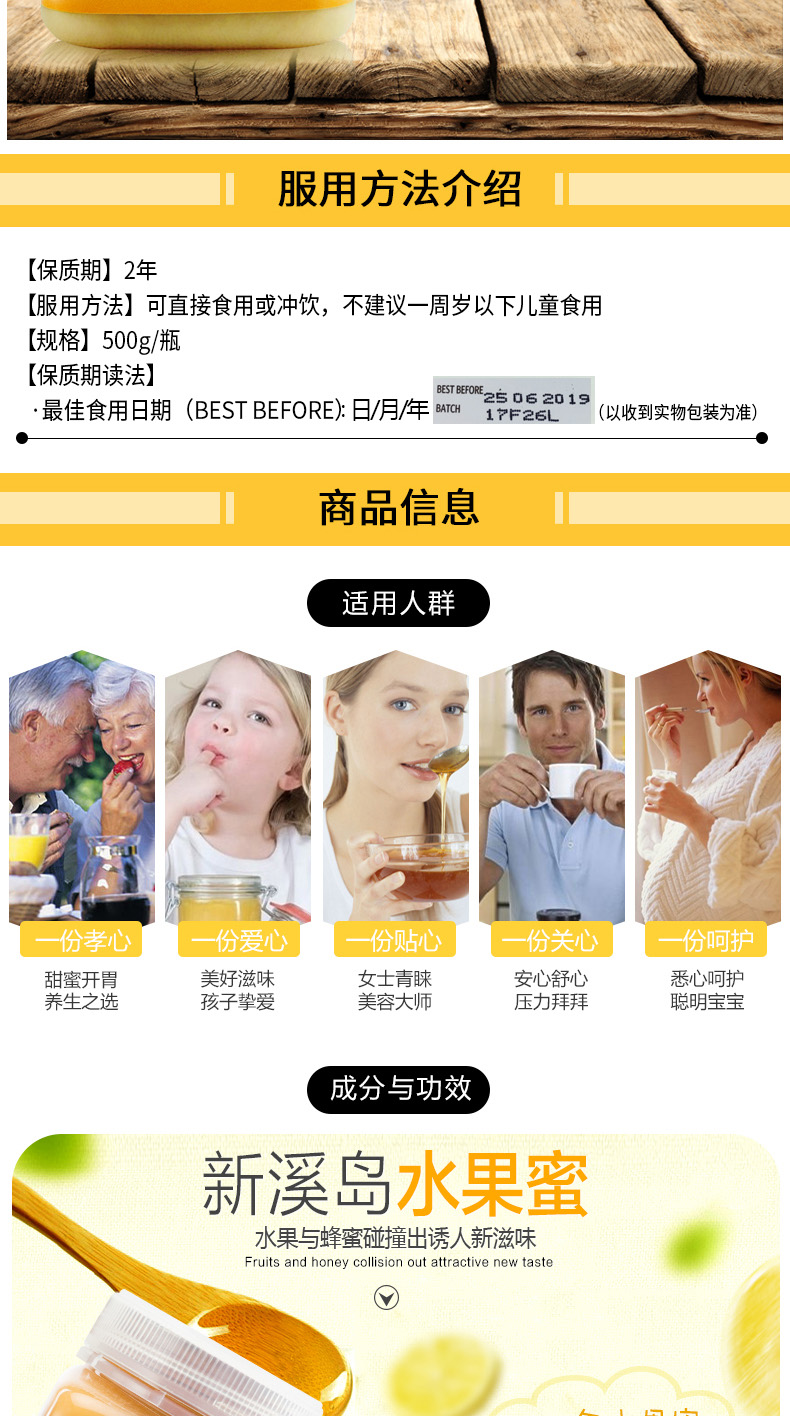 服用方法介绍
【保质期】2年
【服用方法】可直接食用或冲饮，不建议一周岁以下儿童食用
【规格】500g/瓶
【保质期读法】
·最佳食用日期（BEST BEFORE）：日/月/年
BEST BEFORE 25 06 2019
BATCH 17F26L
（以收到实物包装为准）
商品信息
适用人群
一份孝心
甜蜜开胃
养生之选
一份爱心
美好滋味
孩子挚爱
一份贴心
女士青睐
美容大师
一份关心
安心舒心
压力拜拜
一份呵护
悉心呵护
聪明宝宝
成分与功效
新溪岛水果蜜
水果与蜂蜜碰撞出诱人新滋味
Fruits and honey collision out attractive new taste